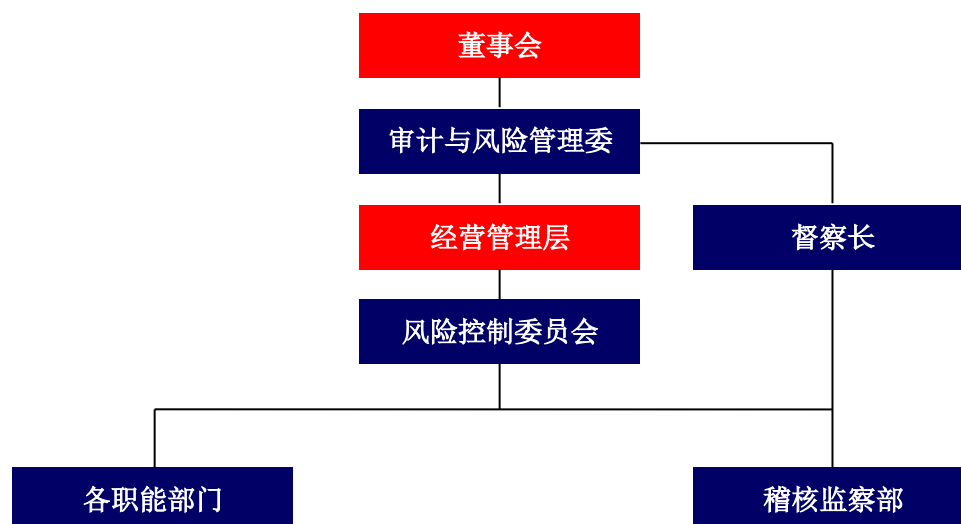 董事会
审计与风险管理委
经营管理层
督察长
风险控制委员会
各职能部门
稽核监察部